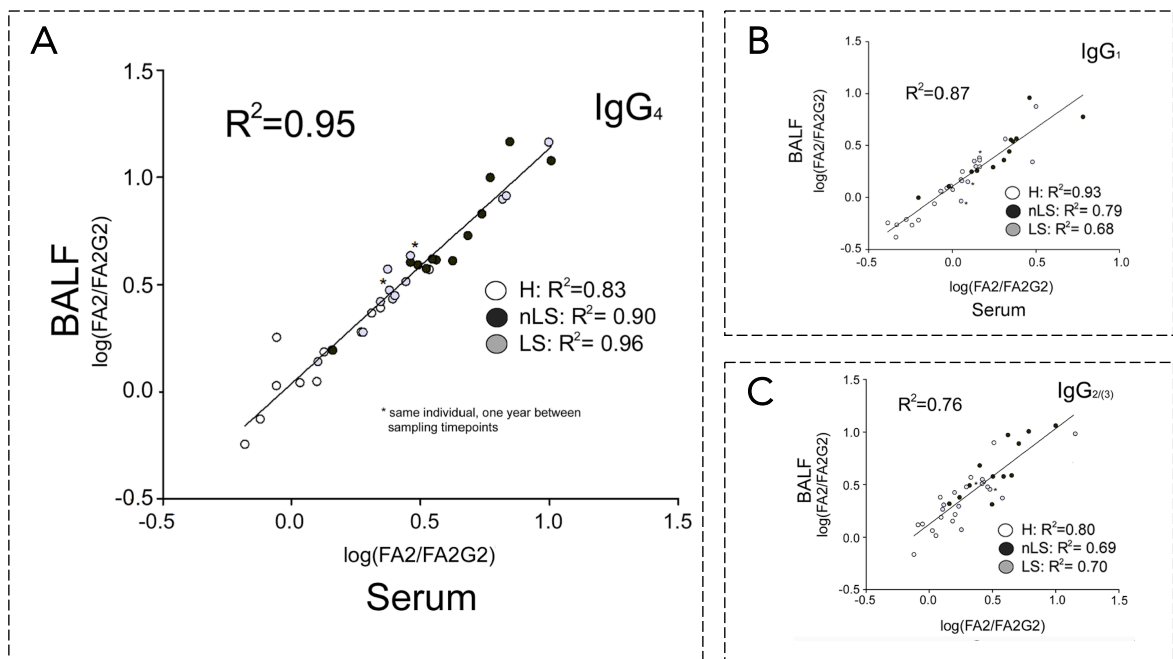 A
1.5
R²=0.95
IgG₄
1.0
BALF
log(FA2/FA2G2)
0.5
*
*
H: R²=0.83
nLS: R²= 0.90
LS: R²= 0.96
0.0
* same individual, one year between
sampling timepoints
-0.5
-0.5 0.0 0.5 1.0 1.5
log(FA2/FA2G2)
Serum
B
1.5
IgG₁
1.0
R²=0.87
BALF
log(FA2/FA2G2)
0.5
*
*
*
0.0
H: R²=0.93
nLS: R²= 0.79
LS: R²= 0.68
-0.5
-0.5 0.0 0.5 1.0
log(FA2/FA2G2)
Serum
C
1.5
IgG₂/₍₃₎
R²=0.76
1.0
BALF
log(FA2/FA2G2)
0.5
*
*
0.0
H: R²=0.80
nLS: R²= 0.69
LS: R²= 0.70
-0.5
-0.5 0.0 0.5 1.0 1.5
log(FA2/FA2G2)